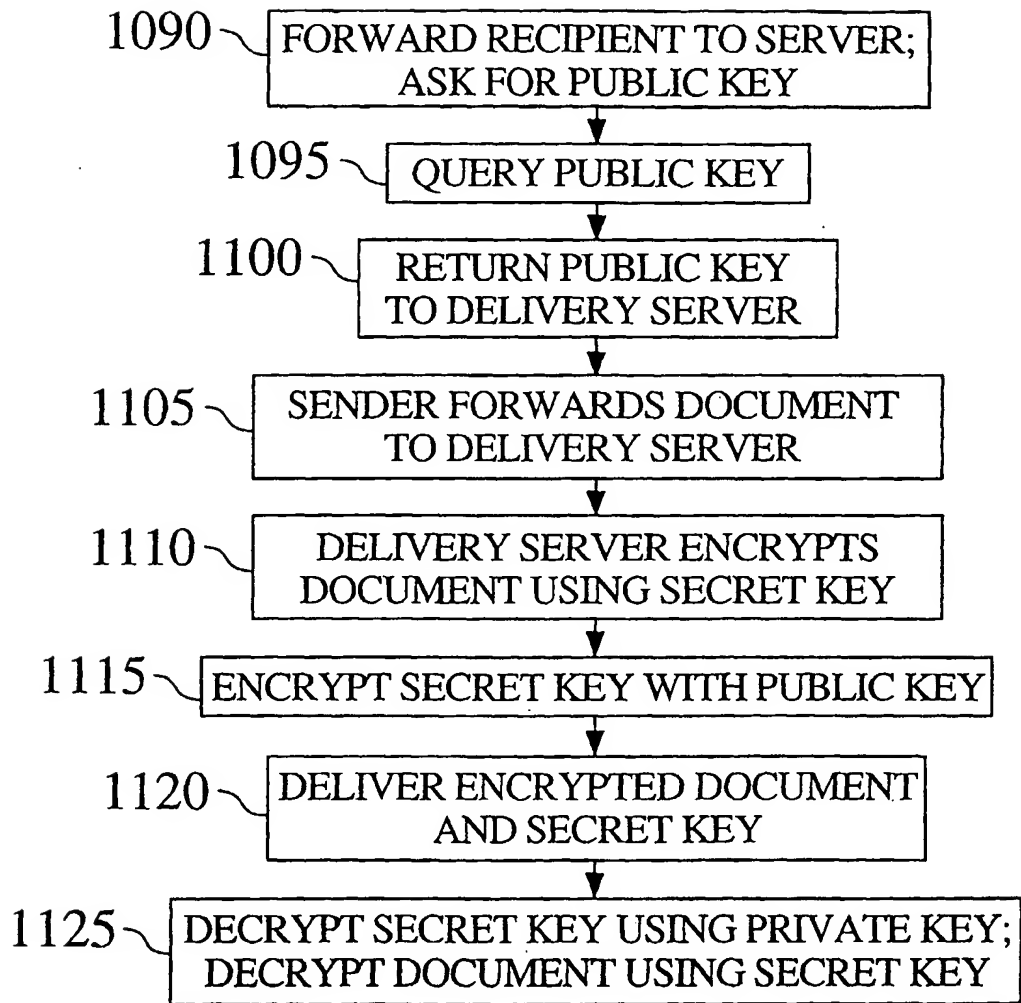 1090
FORWARD RECIPIENT TO SERVER;
ASK FOR PUBLIC KEY
1095
QUERY PUBLIC KEY
1100
RETURN PUBLIC KEY
TO DELIVERY SERVER
1105
SENDER FORWARDS DOCUMENT
TO DELIVERY SERVER
1110
DELIVERY SERVER ENCRYPTS
DOCUMENT USING SECRET KEY
1115
ENCRYPT SECRET KEY WITH PUBLIC KEY
1120
DELIVER ENCRYPTED DOCUMENT
AND SECRET KEY
1125
DECRYPT SECRET KEY USING PRIVATE KEY;
DECRYPT DOCUMENT USING SECRET KEY